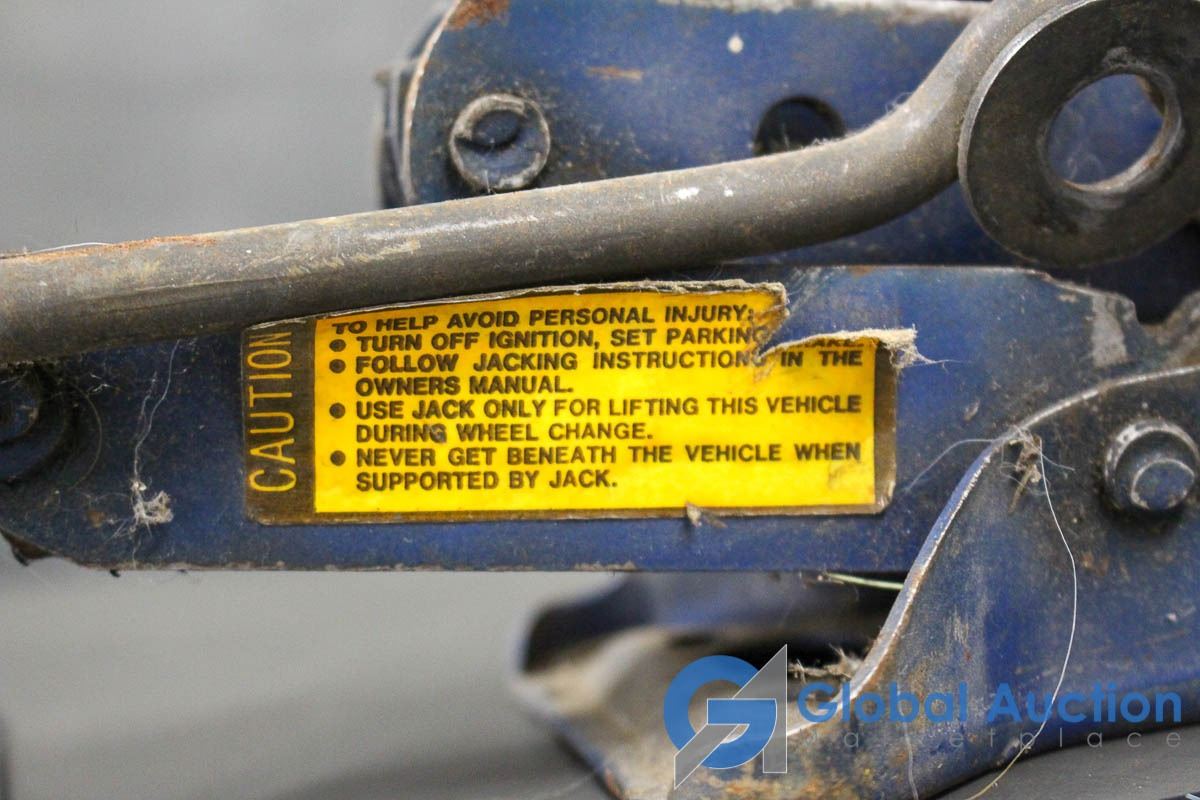 CAUTION
TO HELP AVOID PERSONAL INJURY:
● TURN OFF IGNITION, SET PARKING
● FOLLOW JACKING INSTRUCTIONS IN THE
OWNERS MANUAL.
● USE JACK ONLY FOR LIFTING THIS VEHICLE
DURING WHEEL CHANGE.
● NEVER GET BENEATH THE VEHICLE WHEN
SUPPORTED BY JACK.
Global Auction
Marketplace